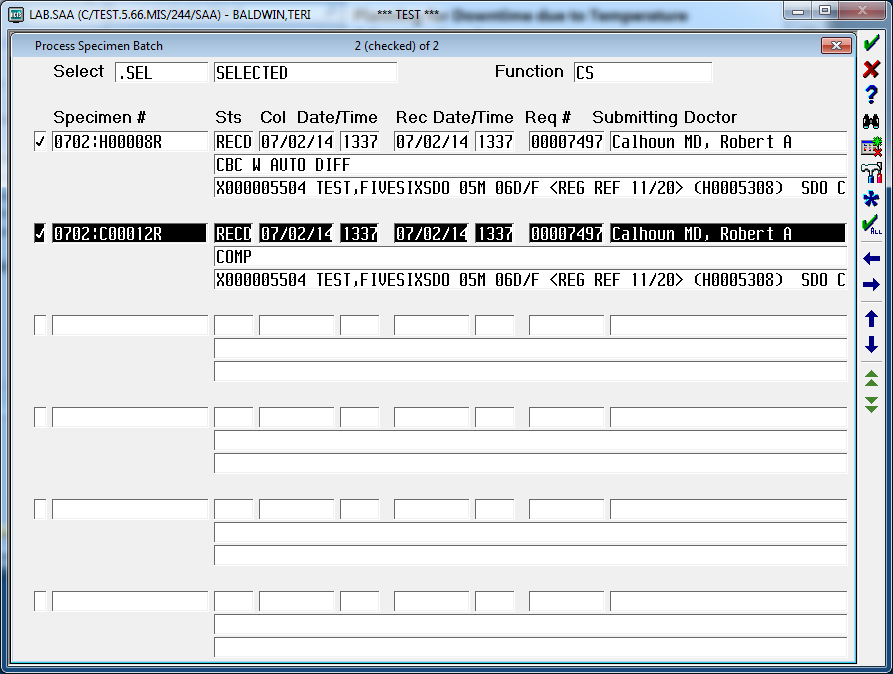 LAB.SAA (C/TEST.5.66.MIS/244/SAA) - BALDWIN,TERI *** TEST *** for Downtime due to Temperature
Process Specimen Batch 2 (checked) of 2
Select .SEL SELECTED Function CS
Specimen # Sts Col Date/Time Rec Date/Time Req # Submitting Doctor
✓ 0702:H00008R RECD 07/02/14 1337 07/02/14 1337 00007497 Calhoun MD, Robert A
CBC W AUTO DIFF
X000005504 TEST,FIVESIXSDO 05M 06D/F <REG REF 11/20> (H0005308) SDO C
✓ 0702:C00012R RECD 07/02/14 1337 07/02/14 1337 00007497 Calhoun MD, Robert A
COMP
X000005504 TEST,FIVESIXSDO 05M 06D/F <REG REF 11/20> (H0005308) SDO C
ALL